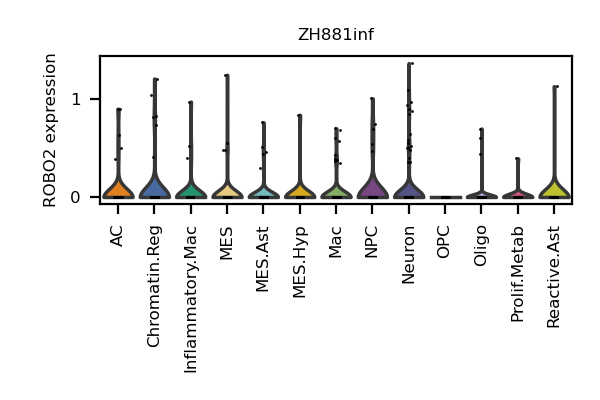 ZH881inf
ROBO2 expression
1
0
AC
Chromatin.Reg
Inflammatory.Mac
MES
MES.Ast
MES.Hyp
Mac
NPC
Neuron
OPC
Oligo
Prolif.Metab
Reactive.Ast